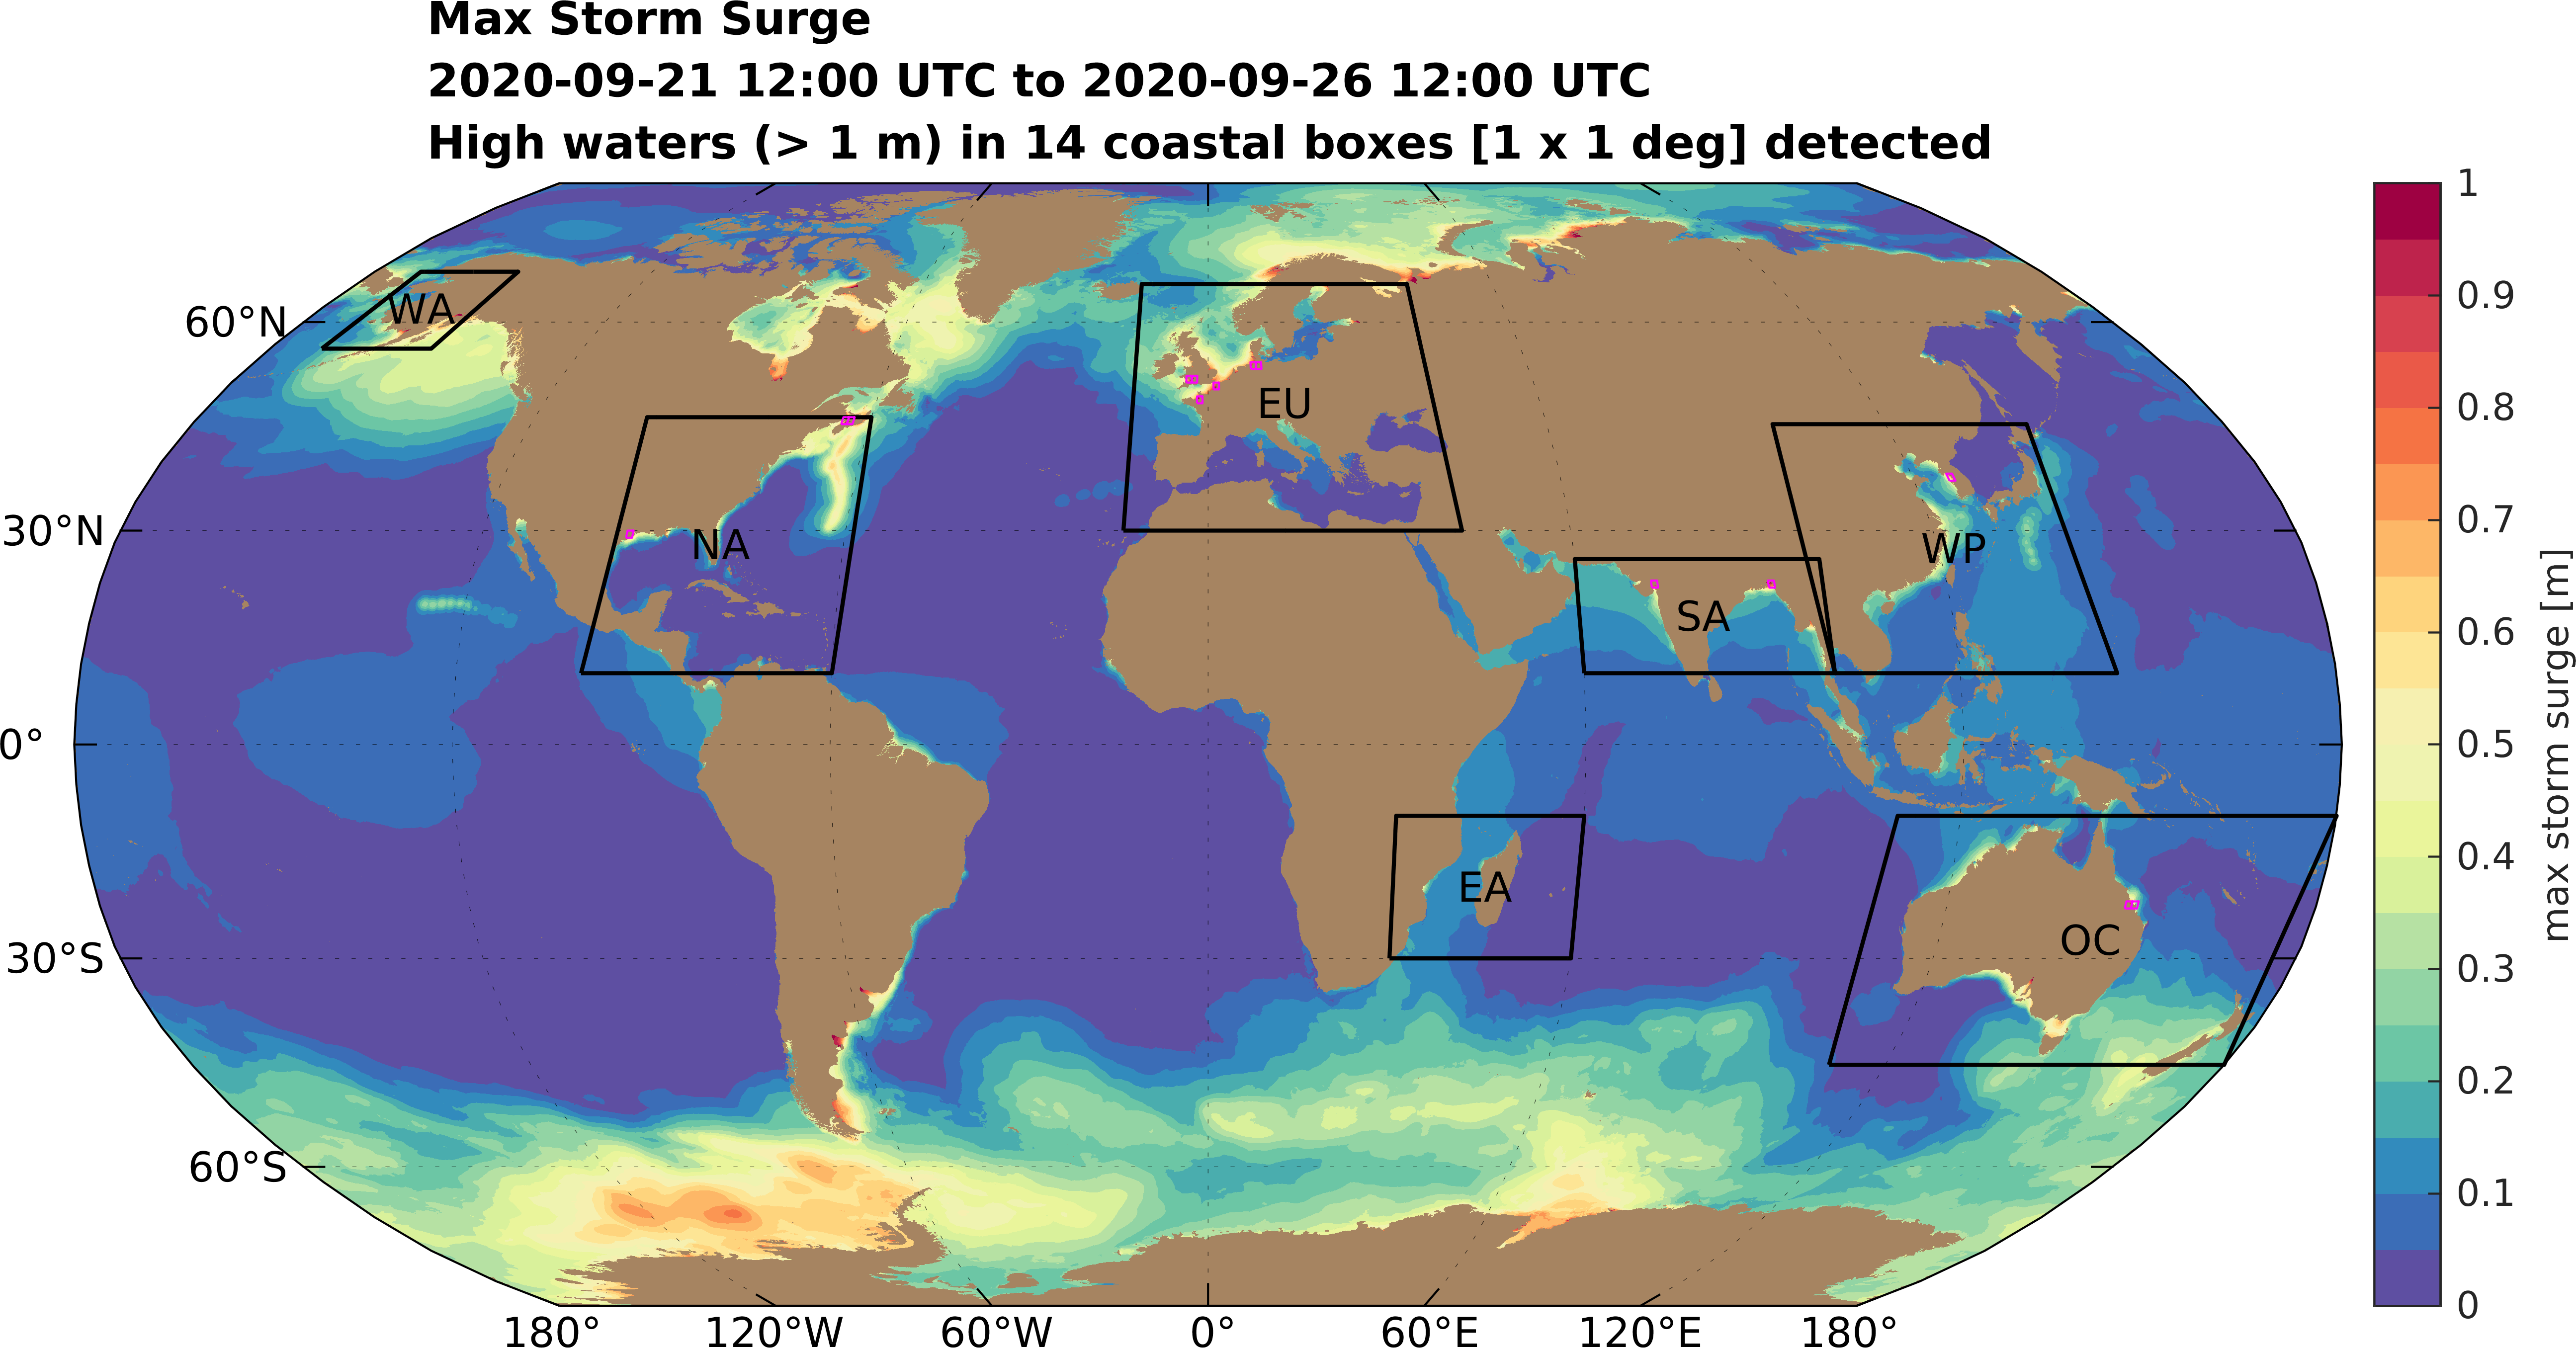 Max Storm Surge
2020-09-21 12:00 UTC to 2020-09-26 12:00 UTC
High waters (> 1 m) in 14 coastal boxes [1 x 1 deg] detected
WA
EU
NA
WP
SA
EA
OC
60°N
30°N
0°
30°S
60°S
180°
120°W
60°W
0°
60°E
120°E
180°
1
0.9
0.8
0.7
0.6
0.5
0.4
0.3
0.2
0.1
0
max storm surge [m]